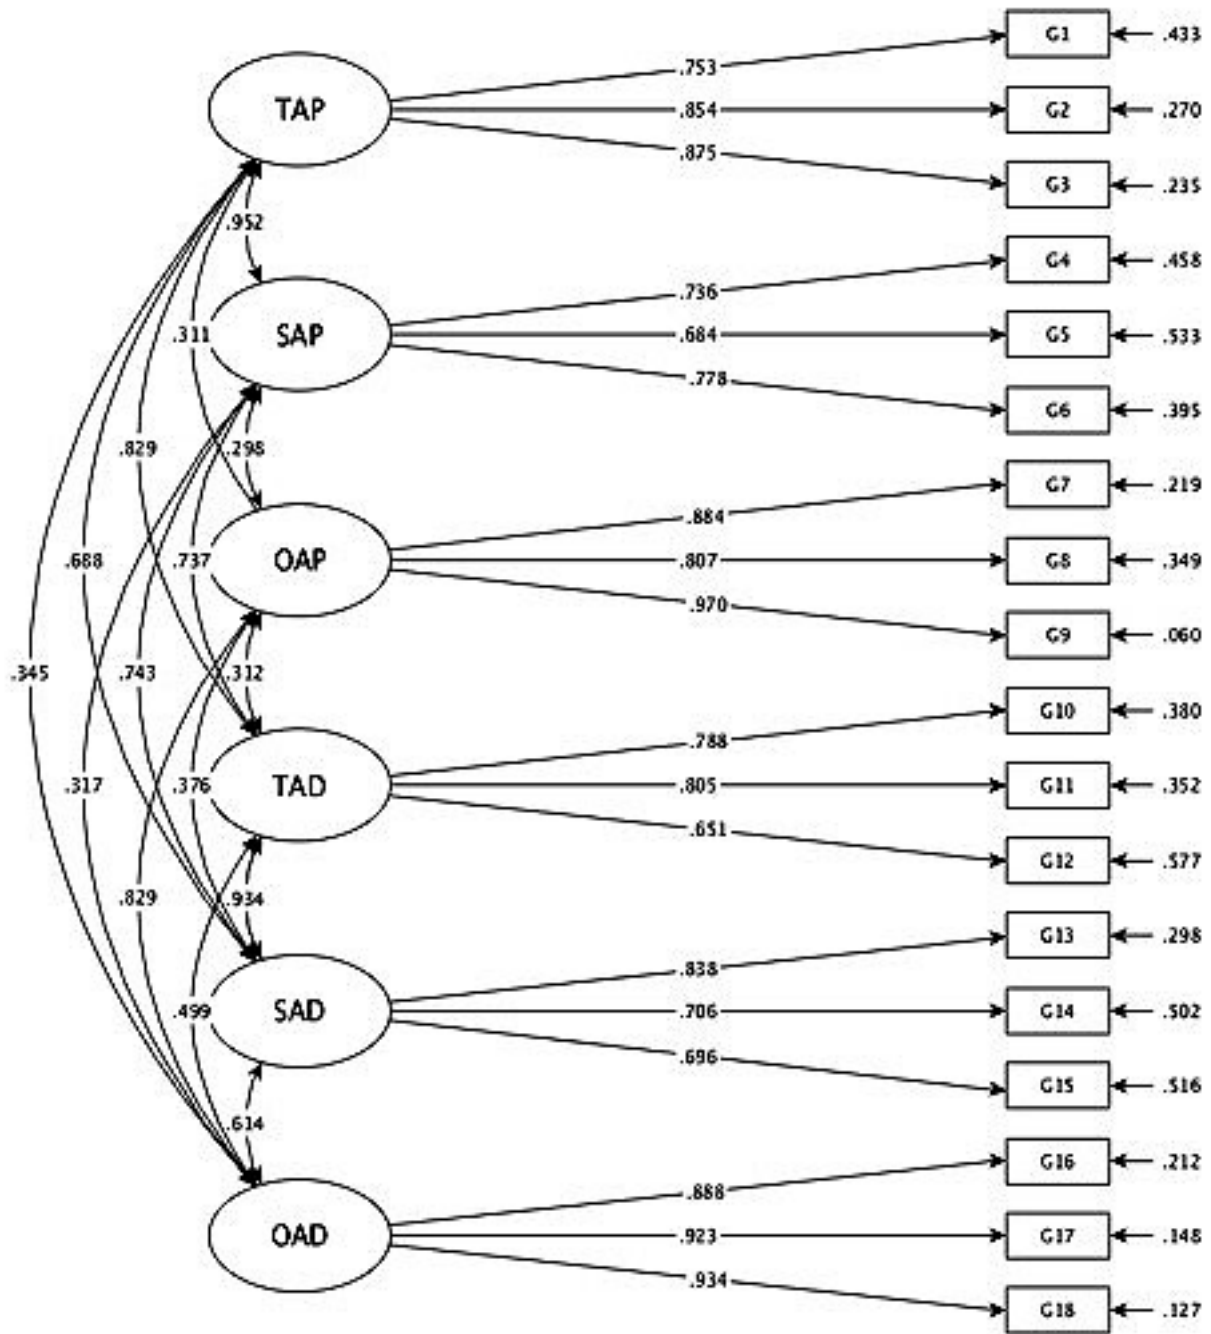 G1 .433
.753
TAP .854 G2 .270
.875
G3 .235
.952
G4 .458
.736
.311 SAP .684 G5 .533
.778
G6 .395
.829 .298
G7 .219
.884
.688 .737 OAP .807 G8 .349
.970
G9 .060
.345 .743 .312
G10 .380
.788
.317 .376 TAD .805 G11 .352
.651
G12 .577
.829 .934
G13 .298
.838
.499 SAD .706 G14 .502
.696
G15 .516
.614
G16 .212
.888
OAD .923 G17 .148
.934
G18 .127